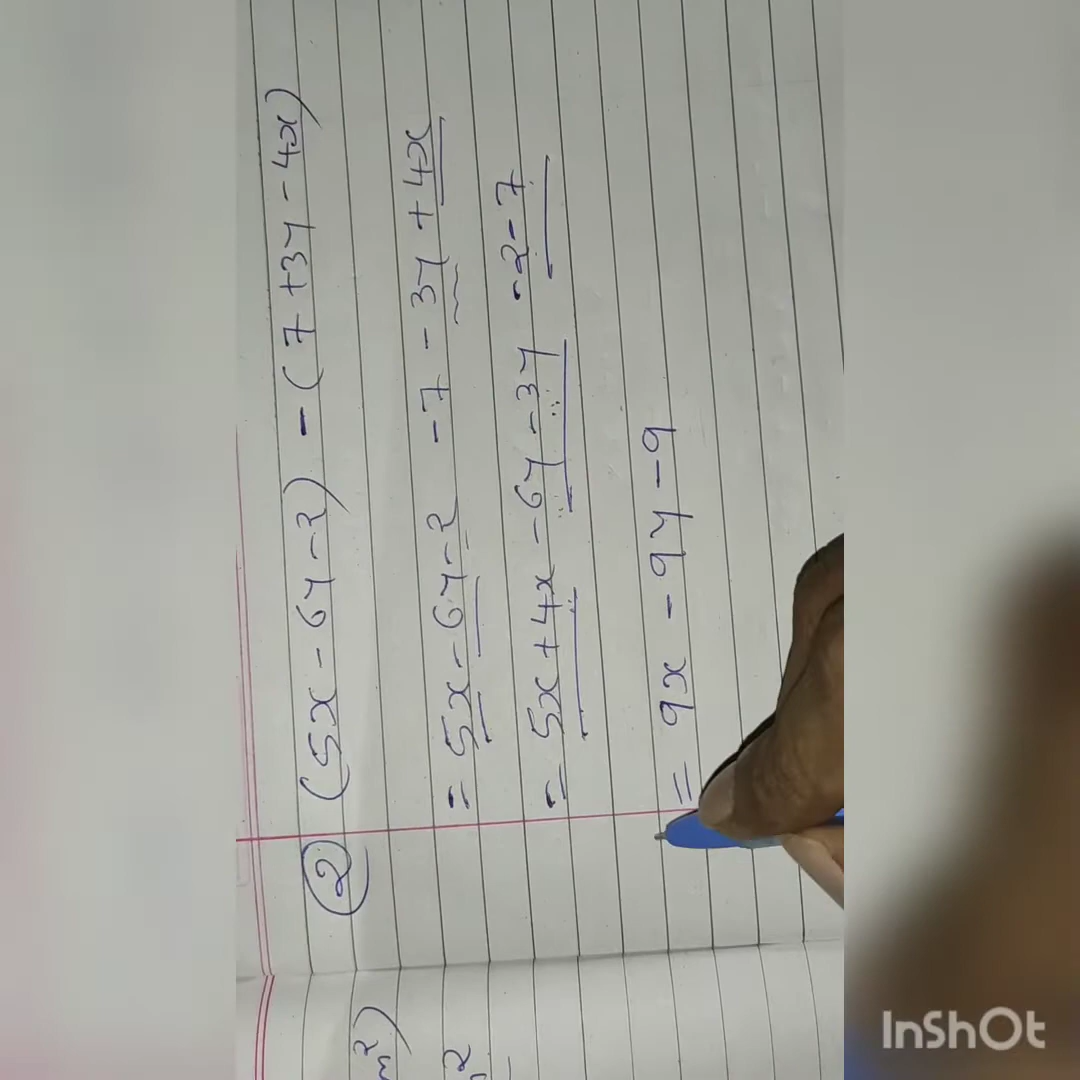 ② (5x - 6y - 2) - (7 + 3y - 4x)
= 5x - 6y - 2 - 7 - 3y + 4x
= 5x + 4x - 6y - 3y - 2 - 7
= 9x - 9y - 9
InShOt